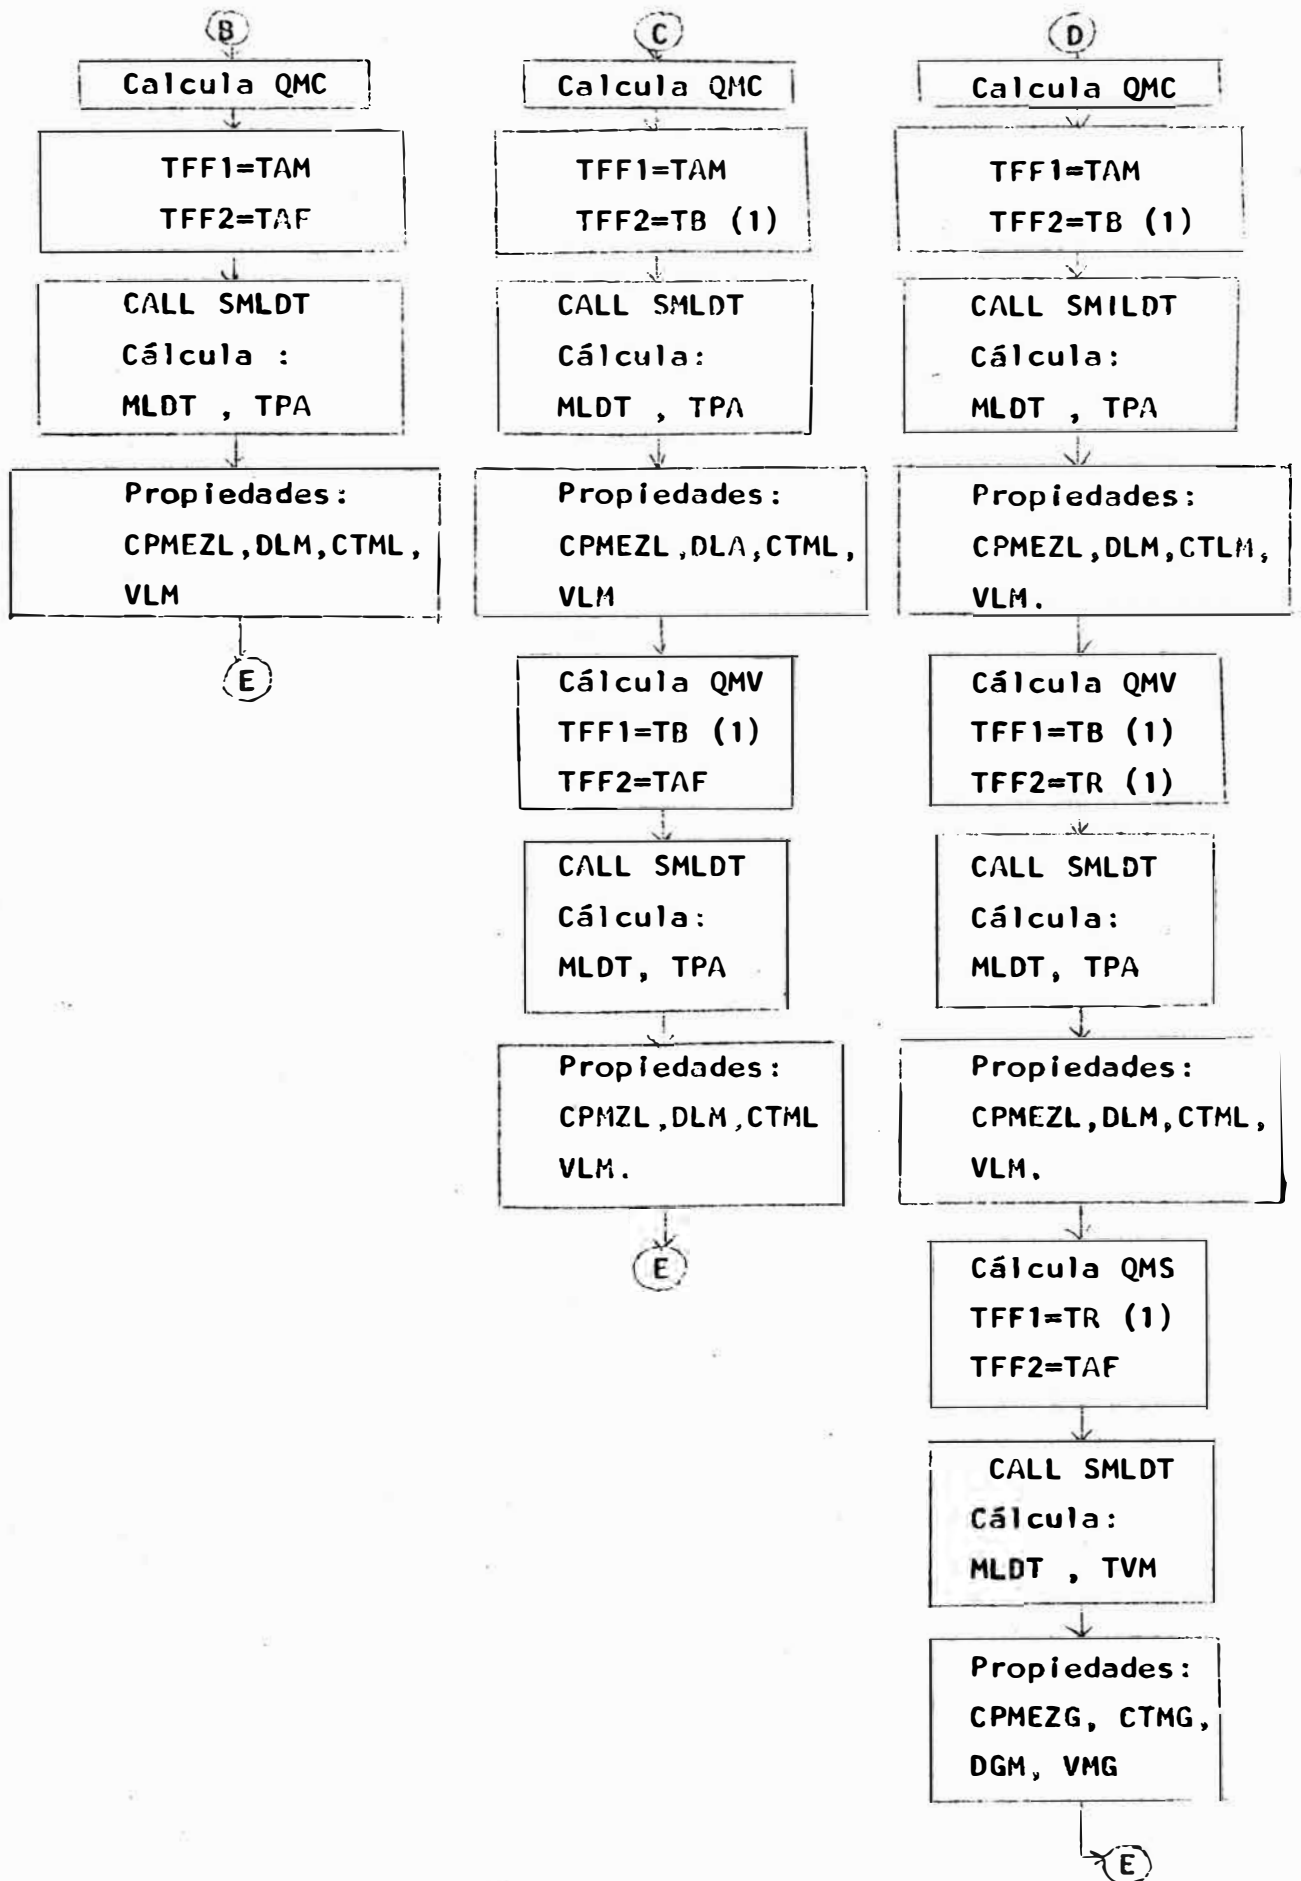 B
Calcula QMC
TFF1=TAM
TFF2=TAF
CALL SMLDT
Cálcula :
MLDT , TPA
Propiedades:
CPMEZL,DLM,CTML,
VLM
E
C
Calcula QMC
TFF1=TAM
TFF2=TB (1)
CALL SMLDT
Cálcula:
MLDT , TPA
Propiedades:
CPMEZL,DLA,CTML,
VLM
Cálcula QMV
TFF1=TB (1)
TFF2=TAF
CALL SMLDT
Cálcula:
MLDT, TPA
Propiedades:
CPMZL,DLM,CTML
VLM.
E
D
Calcula QMC
TFF1=TAM
TFF2=TB (1)
CALL SMILDT
Cálcula:
MLDT , TPA
Propiedades:
CPMEZL,DLM,CTLM,
VLM.
Cálcula QMV
TFF1=TB (1)
TFF2=TR (1)
CALL SMLDT
Cálcula:
MLDT, TPA
Propiedades:
CPMEZL,DLM,CTML,
VLM.
Cálcula QMS
TFF1=TR (1)
TFF2=TAF
CALL SMLDT
Cálcula:
MLDT , TVM
Propiedades:
CPMEZG, CTMG,
DGM, VMG
E